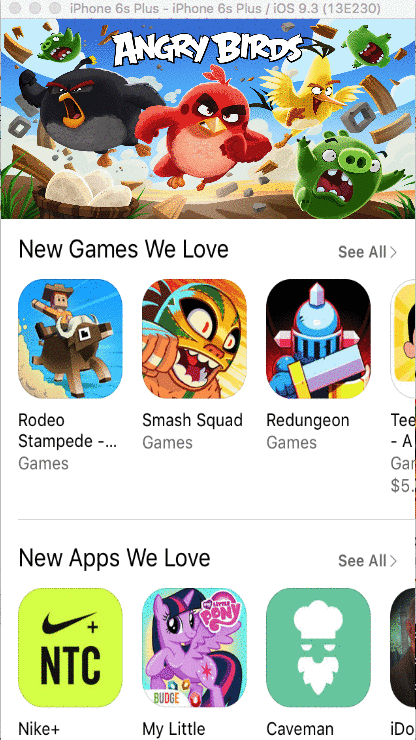 iPhone 6s Plus - iPhone 6s Plus / iOS 9.3 (13E230)
ANGRY BIRDS
New Games We Love
See All >
Rodeo
Stampede -...
Games
Smash Squad
Games
Redungeon
Games
Tee
- A
Gar
$5.
New Apps We Love
See All >
NTC
+
Nike+
MY LITTLE
PONY
BUDGE
My Little
Caveman
iDo